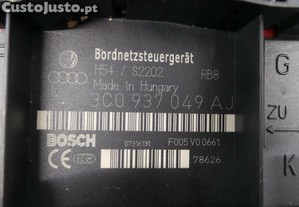 CustoJusto.pt
Bordnetzsteuergerät
H54 / S2202 RB8
Made in Hungary
3C0 937 049 AJ
BOSCH
07316131
F005 V0 0661
78626
G
ZU
K